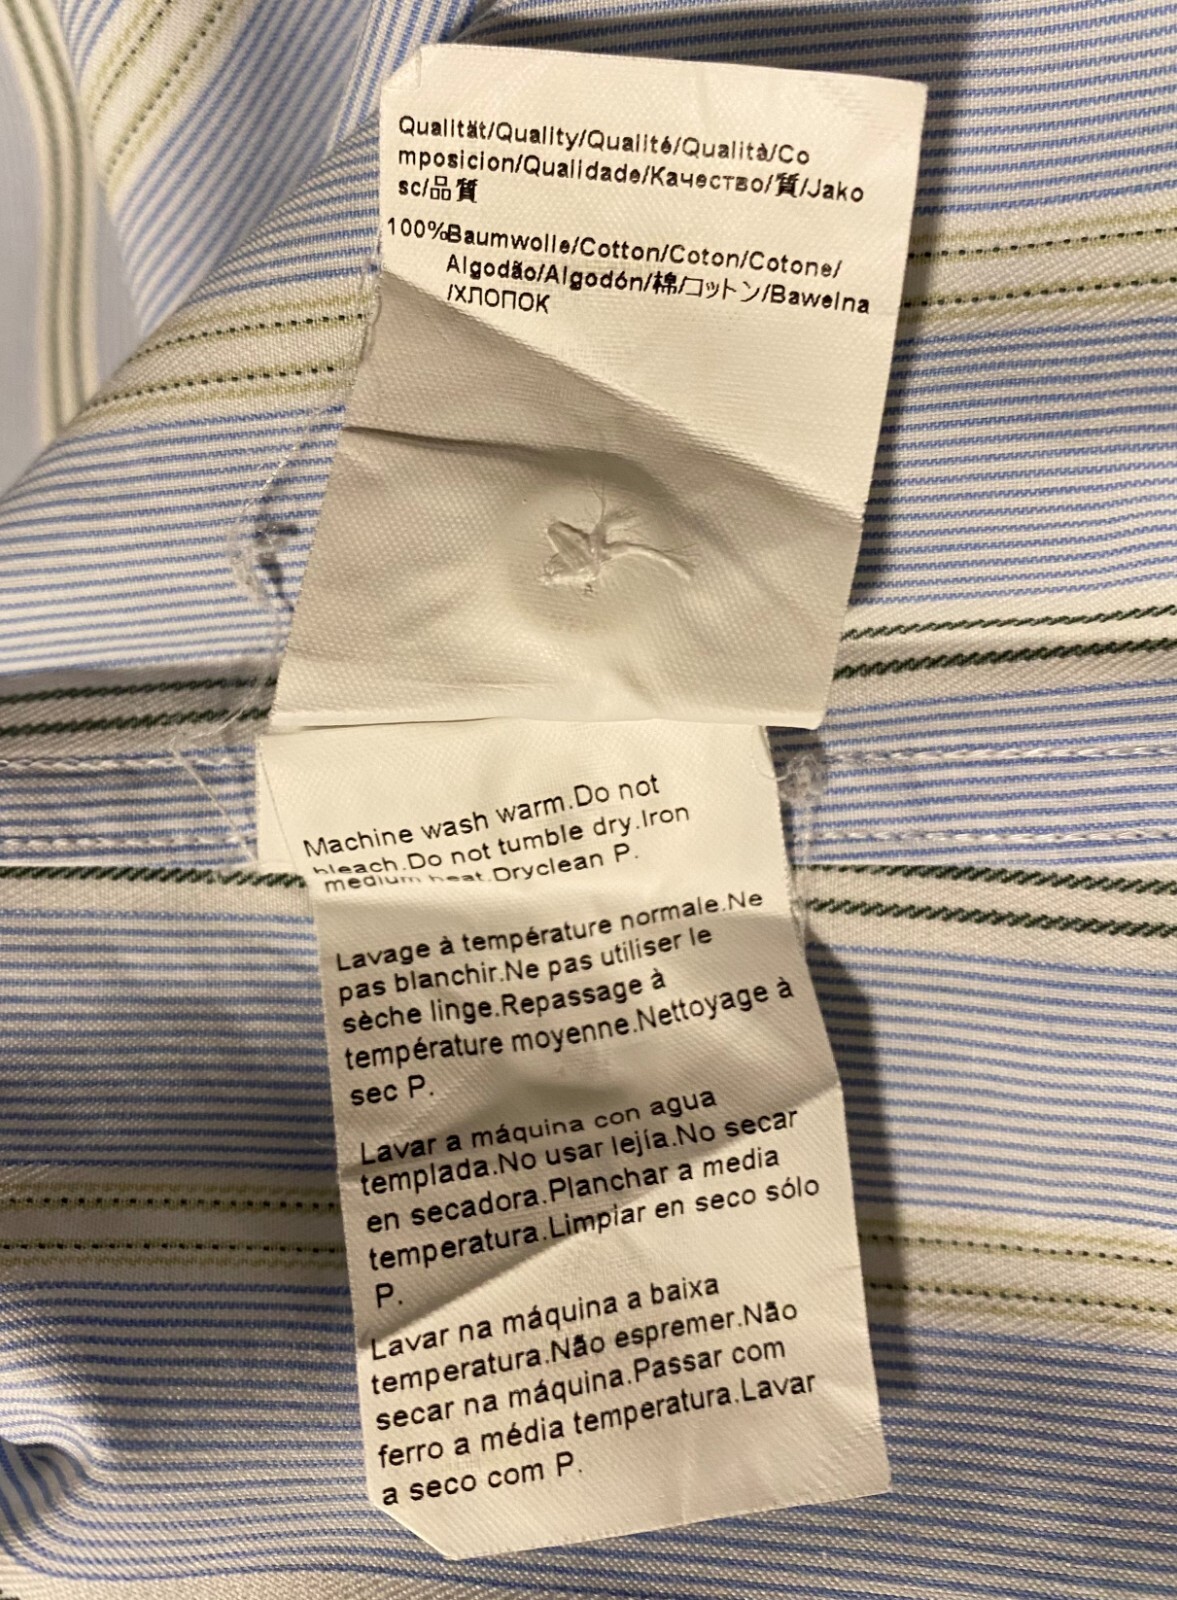 Qualität/Quality/Qualité/Qualità/Co
mposicion/Qualidade/Качество/質/Jako
sc/品質
100%Baumwolle/Cotton/Coton/Cotone/
Algodão/Algodón/棉/コットン/Bawelna
/ХЛОПОК
Machine wash warm.Do not
bleach.Do not tumble dry.Iron
medium heat.Dryclean P.
Lavage à température normale.Ne
pas blanchir.Ne pas utiliser le
sèche linge.Repassage à
température moyenne.Nettoyage à
sec P.
Lavar a máquina con agua
templada.No usar lejía.No secar
en secadora.Planchar a media
temperatura.Limpiar en seco sólo
P.
Lavar na máquina a baixa
temperatura.Não espremer.Não
secar na máquina.Passar com
ferro a média temperatura.Lavar
a seco com P.